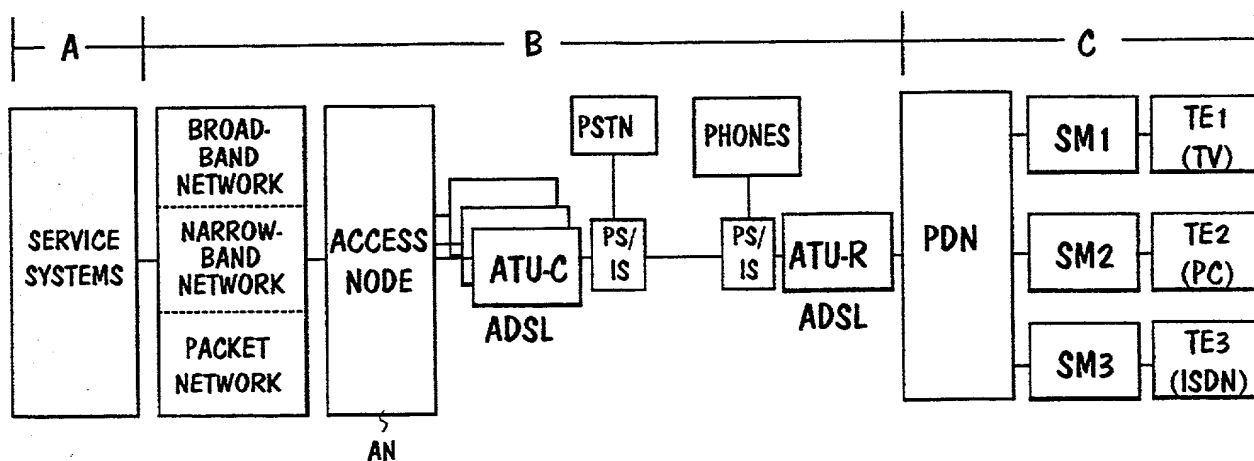 A
B
C
SERVICE
SYSTEMS
BROAD-
BAND
NETWORK
NARROW-
BAND
NETWORK
PACKET
NETWORK
ACCESS
NODE
AN
ATU-C
ADSL
PSTN
PS/
IS
PHONES
PS/
IS
ATU-R
ADSL
PDN
SM1
TE1
(TV)
SM2
TE2
(PC)
SM3
TE3
(ISDN)